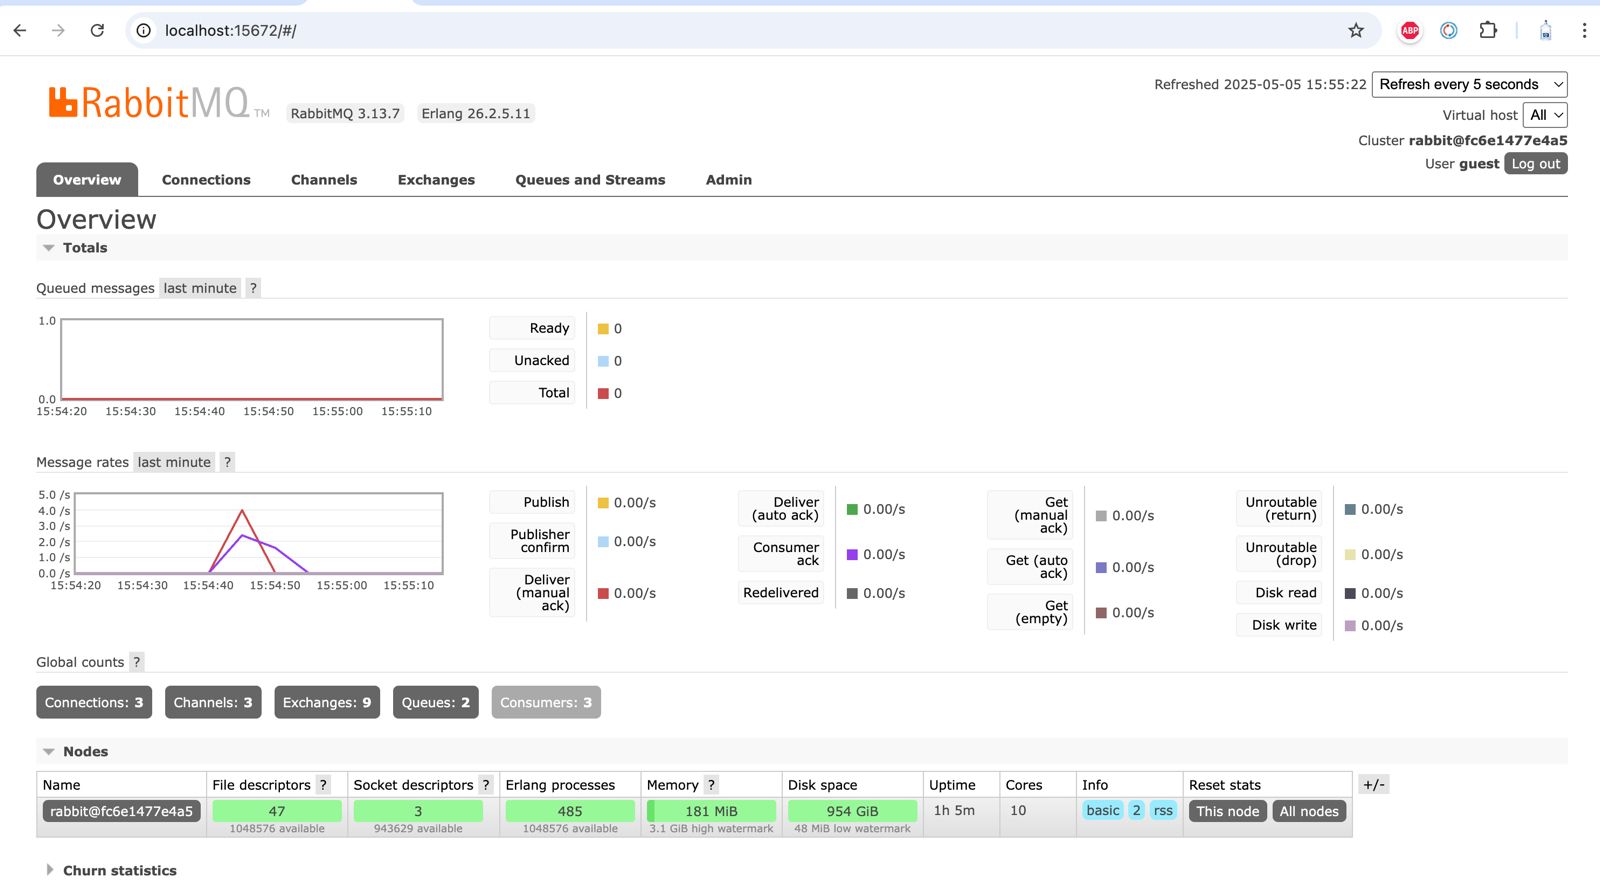 localhost:15672/#/
ABP
RabbitMQ TM
RabbitMQ 3.13.7 Erlang 26.2.5.11
Refreshed 2025-05-05 15:55:22 Refresh every 5 seconds
Virtual host All
Cluster rabbit@fc6e1477e4a5
User guest Log out
Overview Connections Channels Exchanges Queues and Streams Admin
Overview
Totals
Queued messages last minute ?
1.0
0.0
15:54:20 15:54:30 15:54:40 15:54:50 15:55:00 15:55:10
Ready 0
Unacked 0
Total 0
Message rates last minute ?
5.0 /s
4.0 /s
3.0 /s
2.0 /s
1.0 /s
0.0 /s
15:54:20 15:54:30 15:54:40 15:54:50 15:55:00 15:55:10
Publish 0.00/s
Publisher
confirm 0.00/s
Deliver
(manual
ack) 0.00/s
Deliver
(auto ack) 0.00/s
Consumer
ack 0.00/s
Redelivered 0.00/s
Get
(manual
ack) 0.00/s
Get (auto
ack) 0.00/s
Get
(empty) 0.00/s
Unroutable
(return) 0.00/s
Unroutable
(drop) 0.00/s
Disk read 0.00/s
Disk write 0.00/s
Global counts ?
Connections: 3 Channels: 3 Exchanges: 9 Queues: 2 Consumers: 3
Nodes
Name File descriptors ? Socket descriptors ? Erlang processes Memory ? Disk space Uptime Cores Info Reset stats +/-
rabbit@fc6e1477e4a5 47 3 485 181 MiB 954 GiB 1h 5m 10 basic 2 rss This node All nodes
1048576 available 943629 available 1048576 available 3.1 GiB high watermark 48 MiB low watermark
Churn statistics